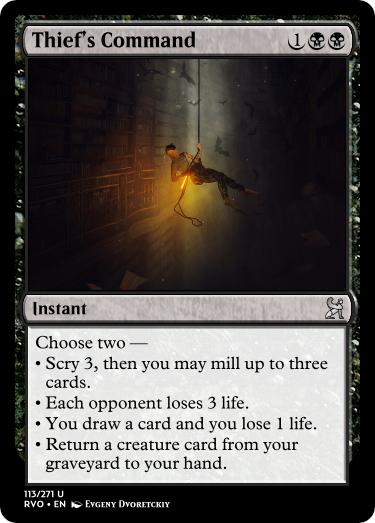 Thief's Command 1
Instant
Choose two —
• Scry 3, then you may mill up to three
cards.
• Each opponent loses 3 life.
• You draw a card and you lose 1 life.
• Return a creature card from your
graveyard to your hand.
113/271 U
RVO • EN Evgeny Dvoretckiy